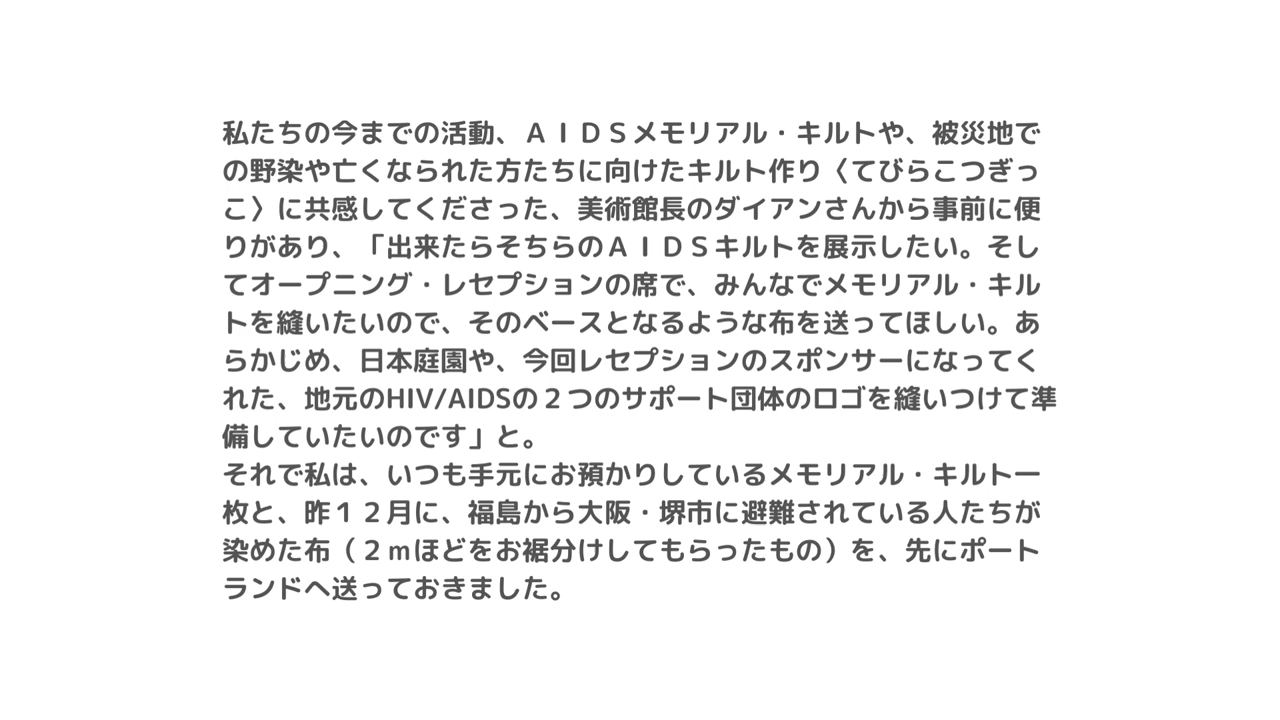 私たちの今までの活動、ＡＩＤＳメモリアル・キルトや、被災地で
の野染や亡くなられた方たちに向けたキルト作り〈てびらこつぎっ
こ〉に共感してくださった、美術館長のダイアンさんから事前に便
りがあり、「出来たらそちらのＡＩＤＳキルトを展示したい。そし
てオープニング・レセプションの席で、みんなでメモリアル・キル
トを縫いたいので、そのベースとなるような布を送ってほしい。あ
らかじめ、日本庭園や、今回レセプションのスポンサーになってく
れた、地元のHIV/AIDSの２つのサポート団体のロゴを縫いつけて準
備していたいのです」と。
それで私は、いつも手元にお預かりしているメモリアル・キルト一
枚と、昨１２月に、福島から大阪・堺市に避難されている人たちが
染めた布（２ｍほどをお裾分けしてもらったもの）を、先にポート
ランドへ送っておきました。